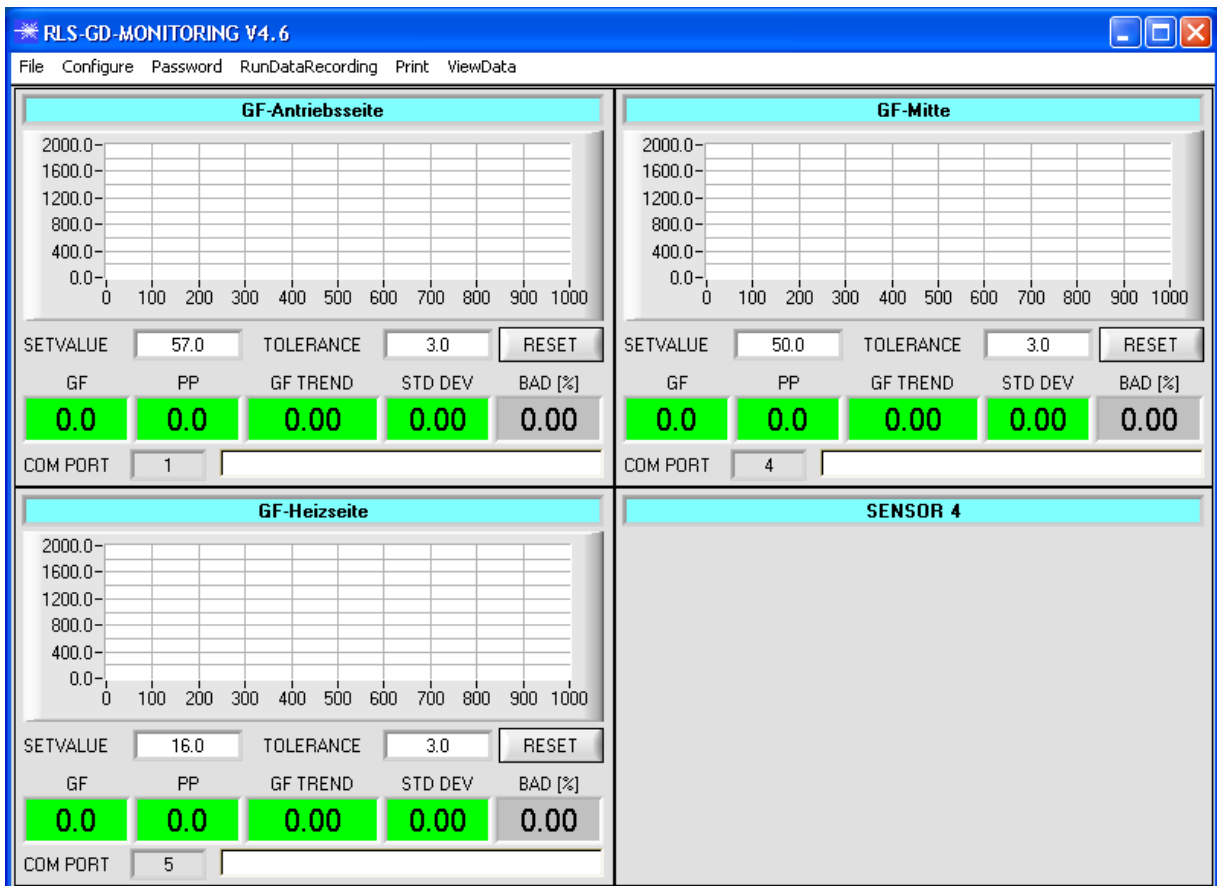 RLS-GD-MONITORING V4.6
File Configure Password RunDataRecording Print ViewData
GF-Antriebsseite
2000.0
1600.0
1200.0
800.0
400.0
0.0
0 100 200 300 400 500 600 700 800 900 1000
SETVALUE 57.0 TOLERANCE 3.0 RESET
GF PP GF TREND STD DEV BAD [%]
0.0 0.0 0.00 0.00 0.00
COM PORT 1
GF-Mitte
2000.0
1600.0
1200.0
800.0
400.0
0.0
0 100 200 300 400 500 600 700 800 900 1000
SETVALUE 50.0 TOLERANCE 3.0 RESET
GF PP GF TREND STD DEV BAD [%]
0.0 0.0 0.00 0.00 0.00
COM PORT 4
GF-Heizseite
2000.0
1600.0
1200.0
800.0
400.0
0.0
0 100 200 300 400 500 600 700 800 900 1000
SETVALUE 16.0 TOLERANCE 3.0 RESET
GF PP GF TREND STD DEV BAD [%]
0.0 0.0 0.00 0.00 0.00
COM PORT 5
SENSOR 4